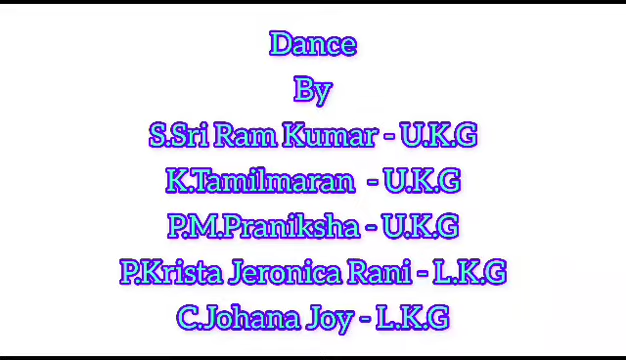 Dance
By
S.Sri Ram Kumar - U.K.G
K.Tamilmaran - U.K.G
P.M.Praniksha - U.K.G
P.Krista Jeronica Rani - L.K.G
C.Johana Joy - L.K.G